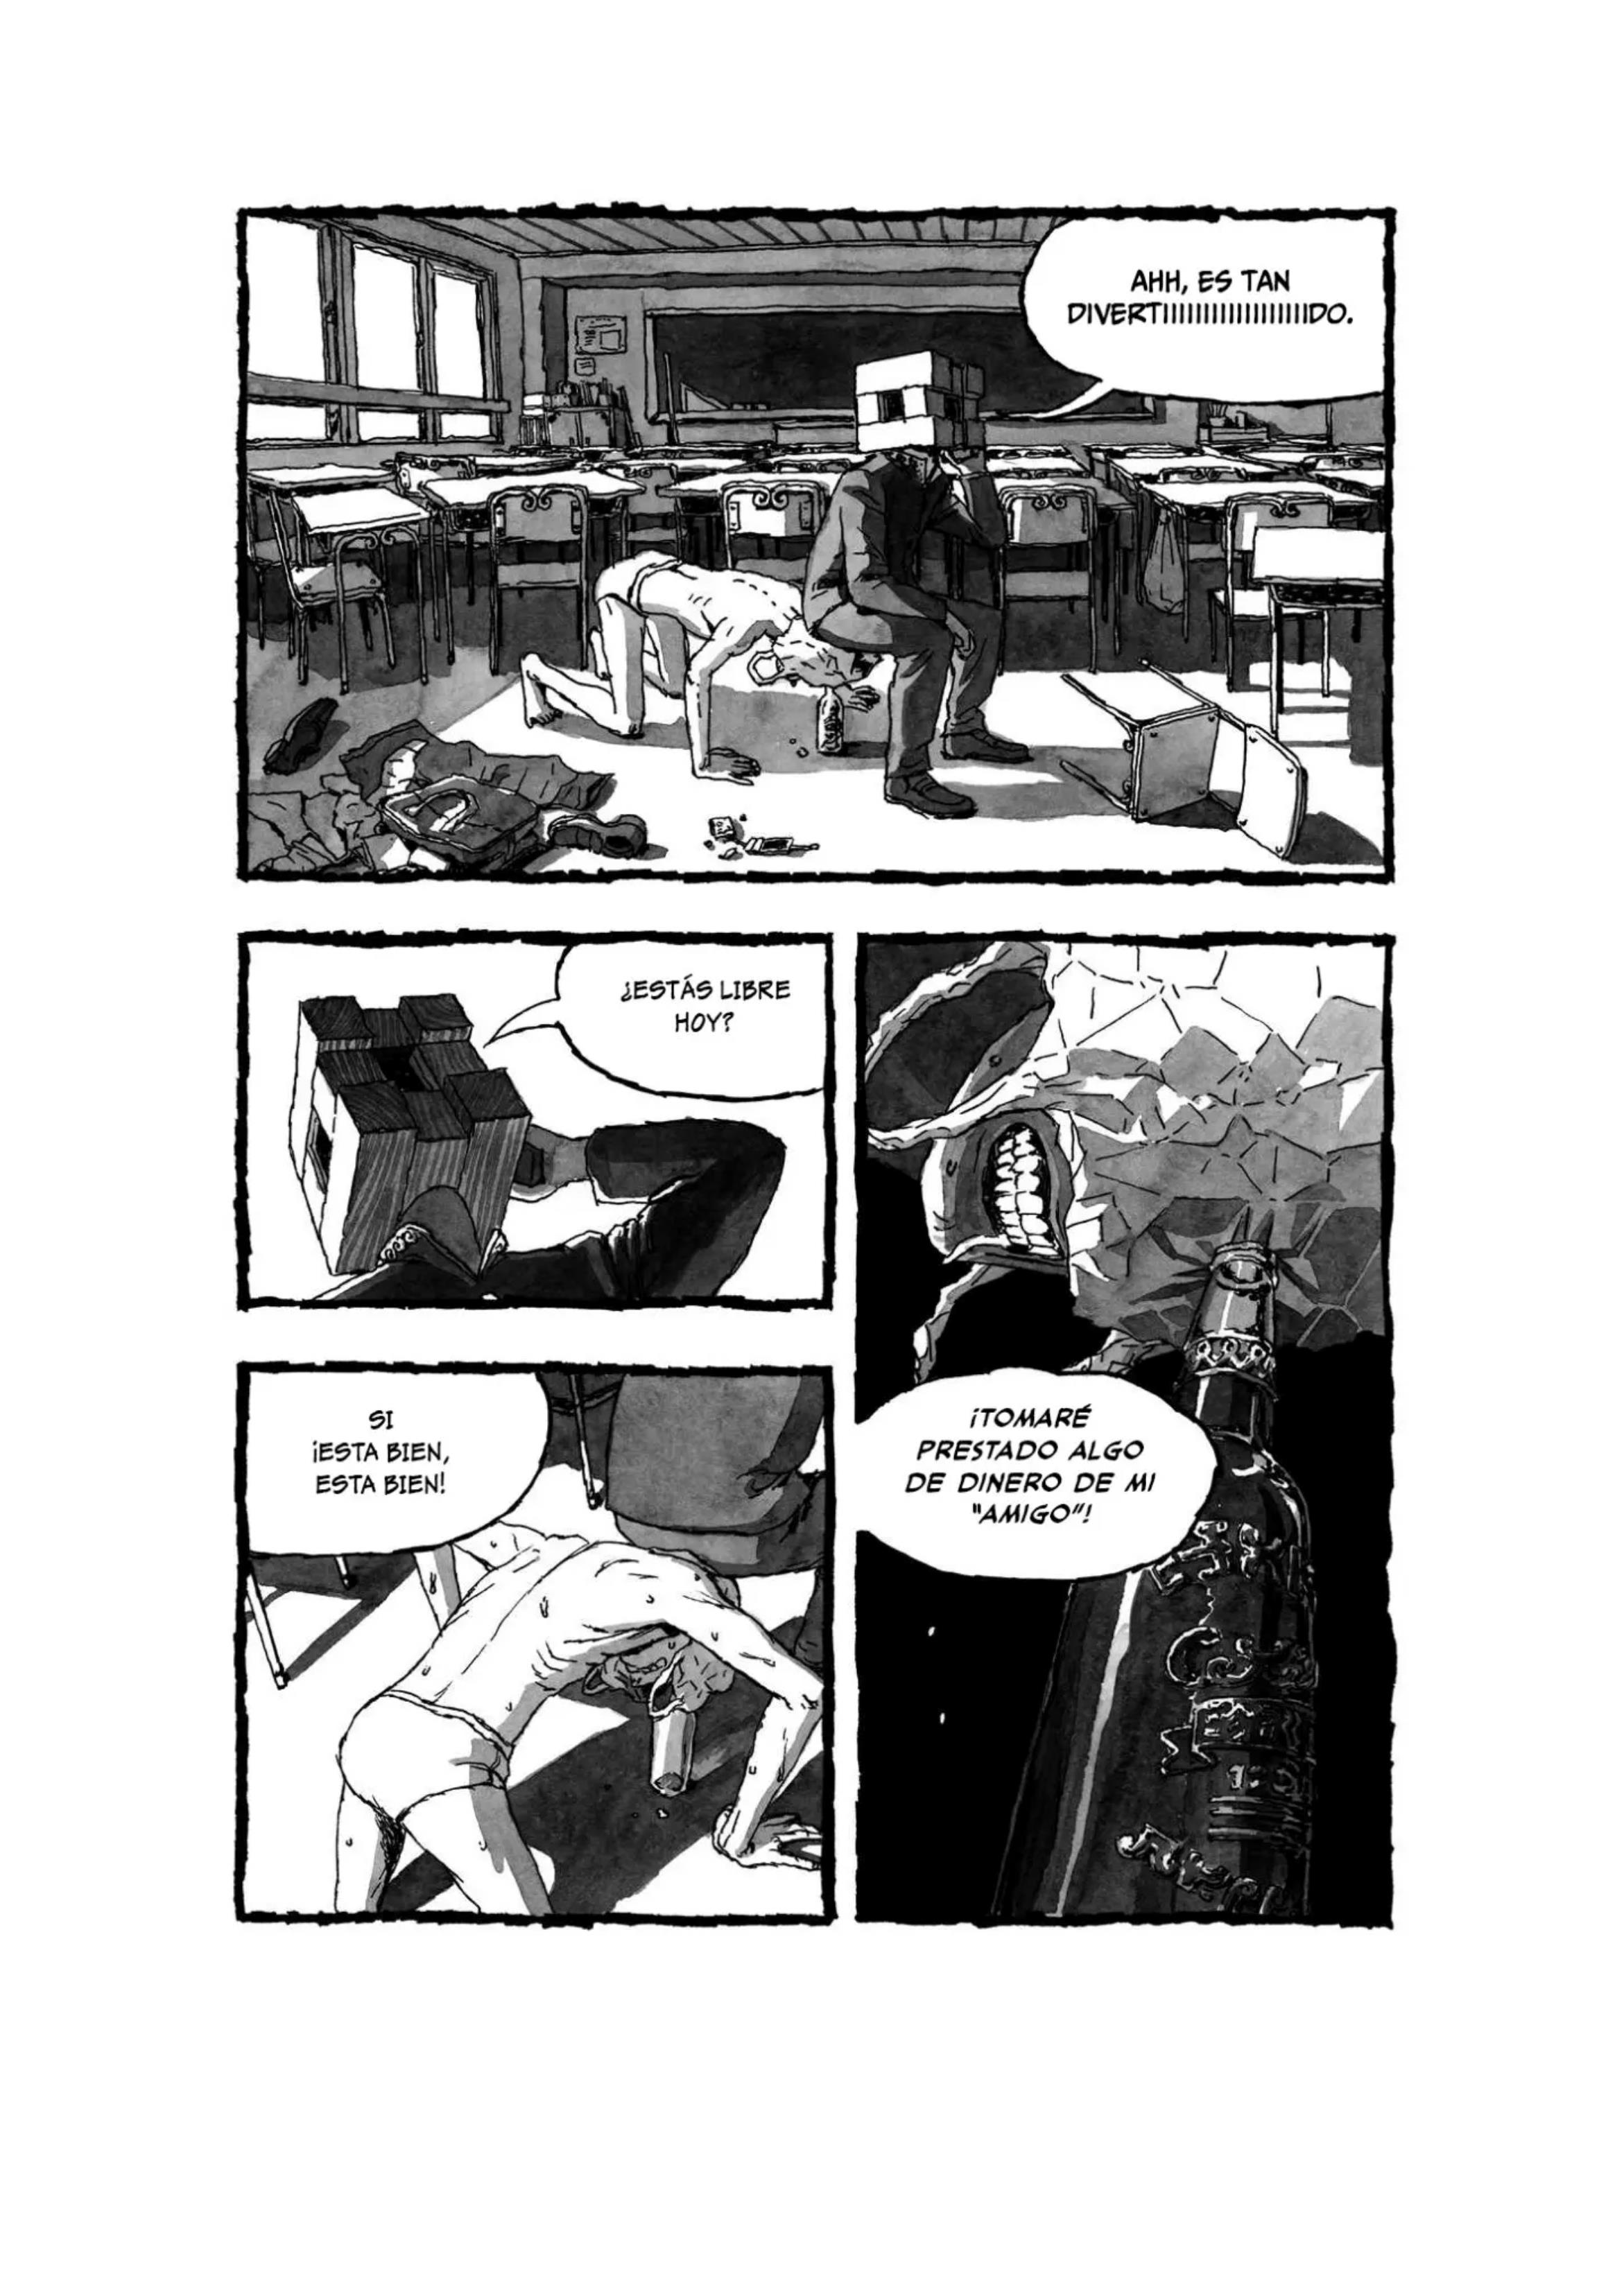 AHH, ES TAN
DIVERTIIIIIIIIIIIIIIIIIIDO.
¿ESTÁS LIBRE
HOY?
SI
¡ESTA BIEN,
ESTA BIEN!
¡TOMARÉ
PRESTADO ALGO
DE DINERO DE MI
"AMIGO"!